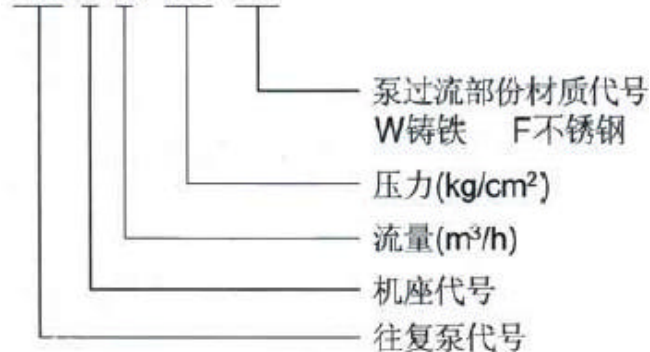 泵过流部份材质代号
W铸铁 F不锈钢
压力(kg/cm²)
流量(m³/h)
机座代号
往复泵代号